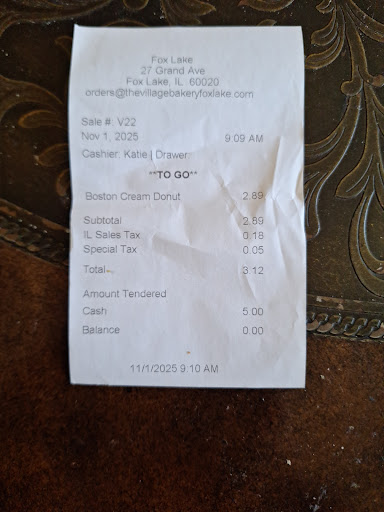 Fox Lake
27 Grand Ave
Fox Lake, IL. 60020
orders@thevillagebakeryfoxlake.com
Sale #: V22
Nov 1, 2025 9:09 AM
Cashier: Katie | Drawer:
**TO GO**
Boston Cream Donut 2.89
Subtotal 2.89
IL Sales Tax 0.18
Special Tax 0.05
Total 3.12
Amount Tendered
Cash 5.00
Balance 0.00
11/1/2025 9:10 AM